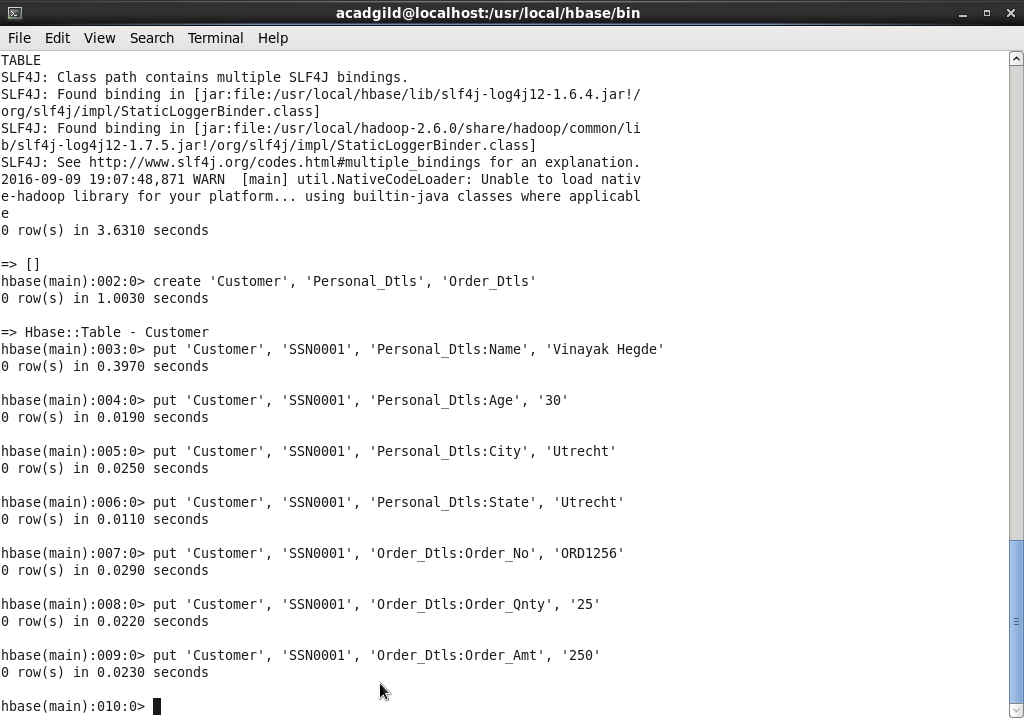 acadgild@localhost:/usr/local/hbase/bin
File Edit View Search Terminal Help
TABLE
SLF4J: Class path contains multiple SLF4J bindings.
SLF4J: Found binding in [jar:file:/usr/local/hbase/lib/slf4j-log4j12-1.6.4.jar!/
org/slf4j/impl/StaticLoggerBinder.class]
SLF4J: Found binding in [jar:file:/usr/local/hadoop-2.6.0/share/hadoop/common/li
b/slf4j-log4j12-1.7.5.jar!/org/slf4j/impl/StaticLoggerBinder.class]
SLF4J: See http://www.slf4j.org/codes.html#multiple_bindings for an explanation.
2016-09-09 19:07:48,871 WARN  [main] util.NativeCodeLoader: Unable to load nativ
e-hadoop library for your platform... using builtin-java classes where applicabl
e
0 row(s) in 3.6310 seconds
=> []
hbase(main):002:0> create 'Customer', 'Personal_Dtls', 'Order_Dtls'
0 row(s) in 1.0030 seconds
=> Hbase::Table - Customer
hbase(main):003:0> put 'Customer', 'SSN0001', 'Personal_Dtls:Name', 'Vinayak Hegde'
0 row(s) in 0.3970 seconds
hbase(main):004:0> put 'Customer', 'SSN0001', 'Personal_Dtls:Age', '30'
0 row(s) in 0.0190 seconds
hbase(main):005:0> put 'Customer', 'SSN0001', 'Personal_Dtls:City', 'Utrecht'
0 row(s) in 0.0250 seconds
hbase(main):006:0> put 'Customer', 'SSN0001', 'Personal_Dtls:State', 'Utrecht'
0 row(s) in 0.0110 seconds
hbase(main):007:0> put 'Customer', 'SSN0001', 'Order_Dtls:Order_No', 'ORD1256'
0 row(s) in 0.0290 seconds
hbase(main):008:0> put 'Customer', 'SSN0001', 'Order_Dtls:Order_Qnty', '25'
0 row(s) in 0.0220 seconds
hbase(main):009:0> put 'Customer', 'SSN0001', 'Order_Dtls:Order_Amt', '250'
0 row(s) in 0.0230 seconds
hbase(main):010:0>